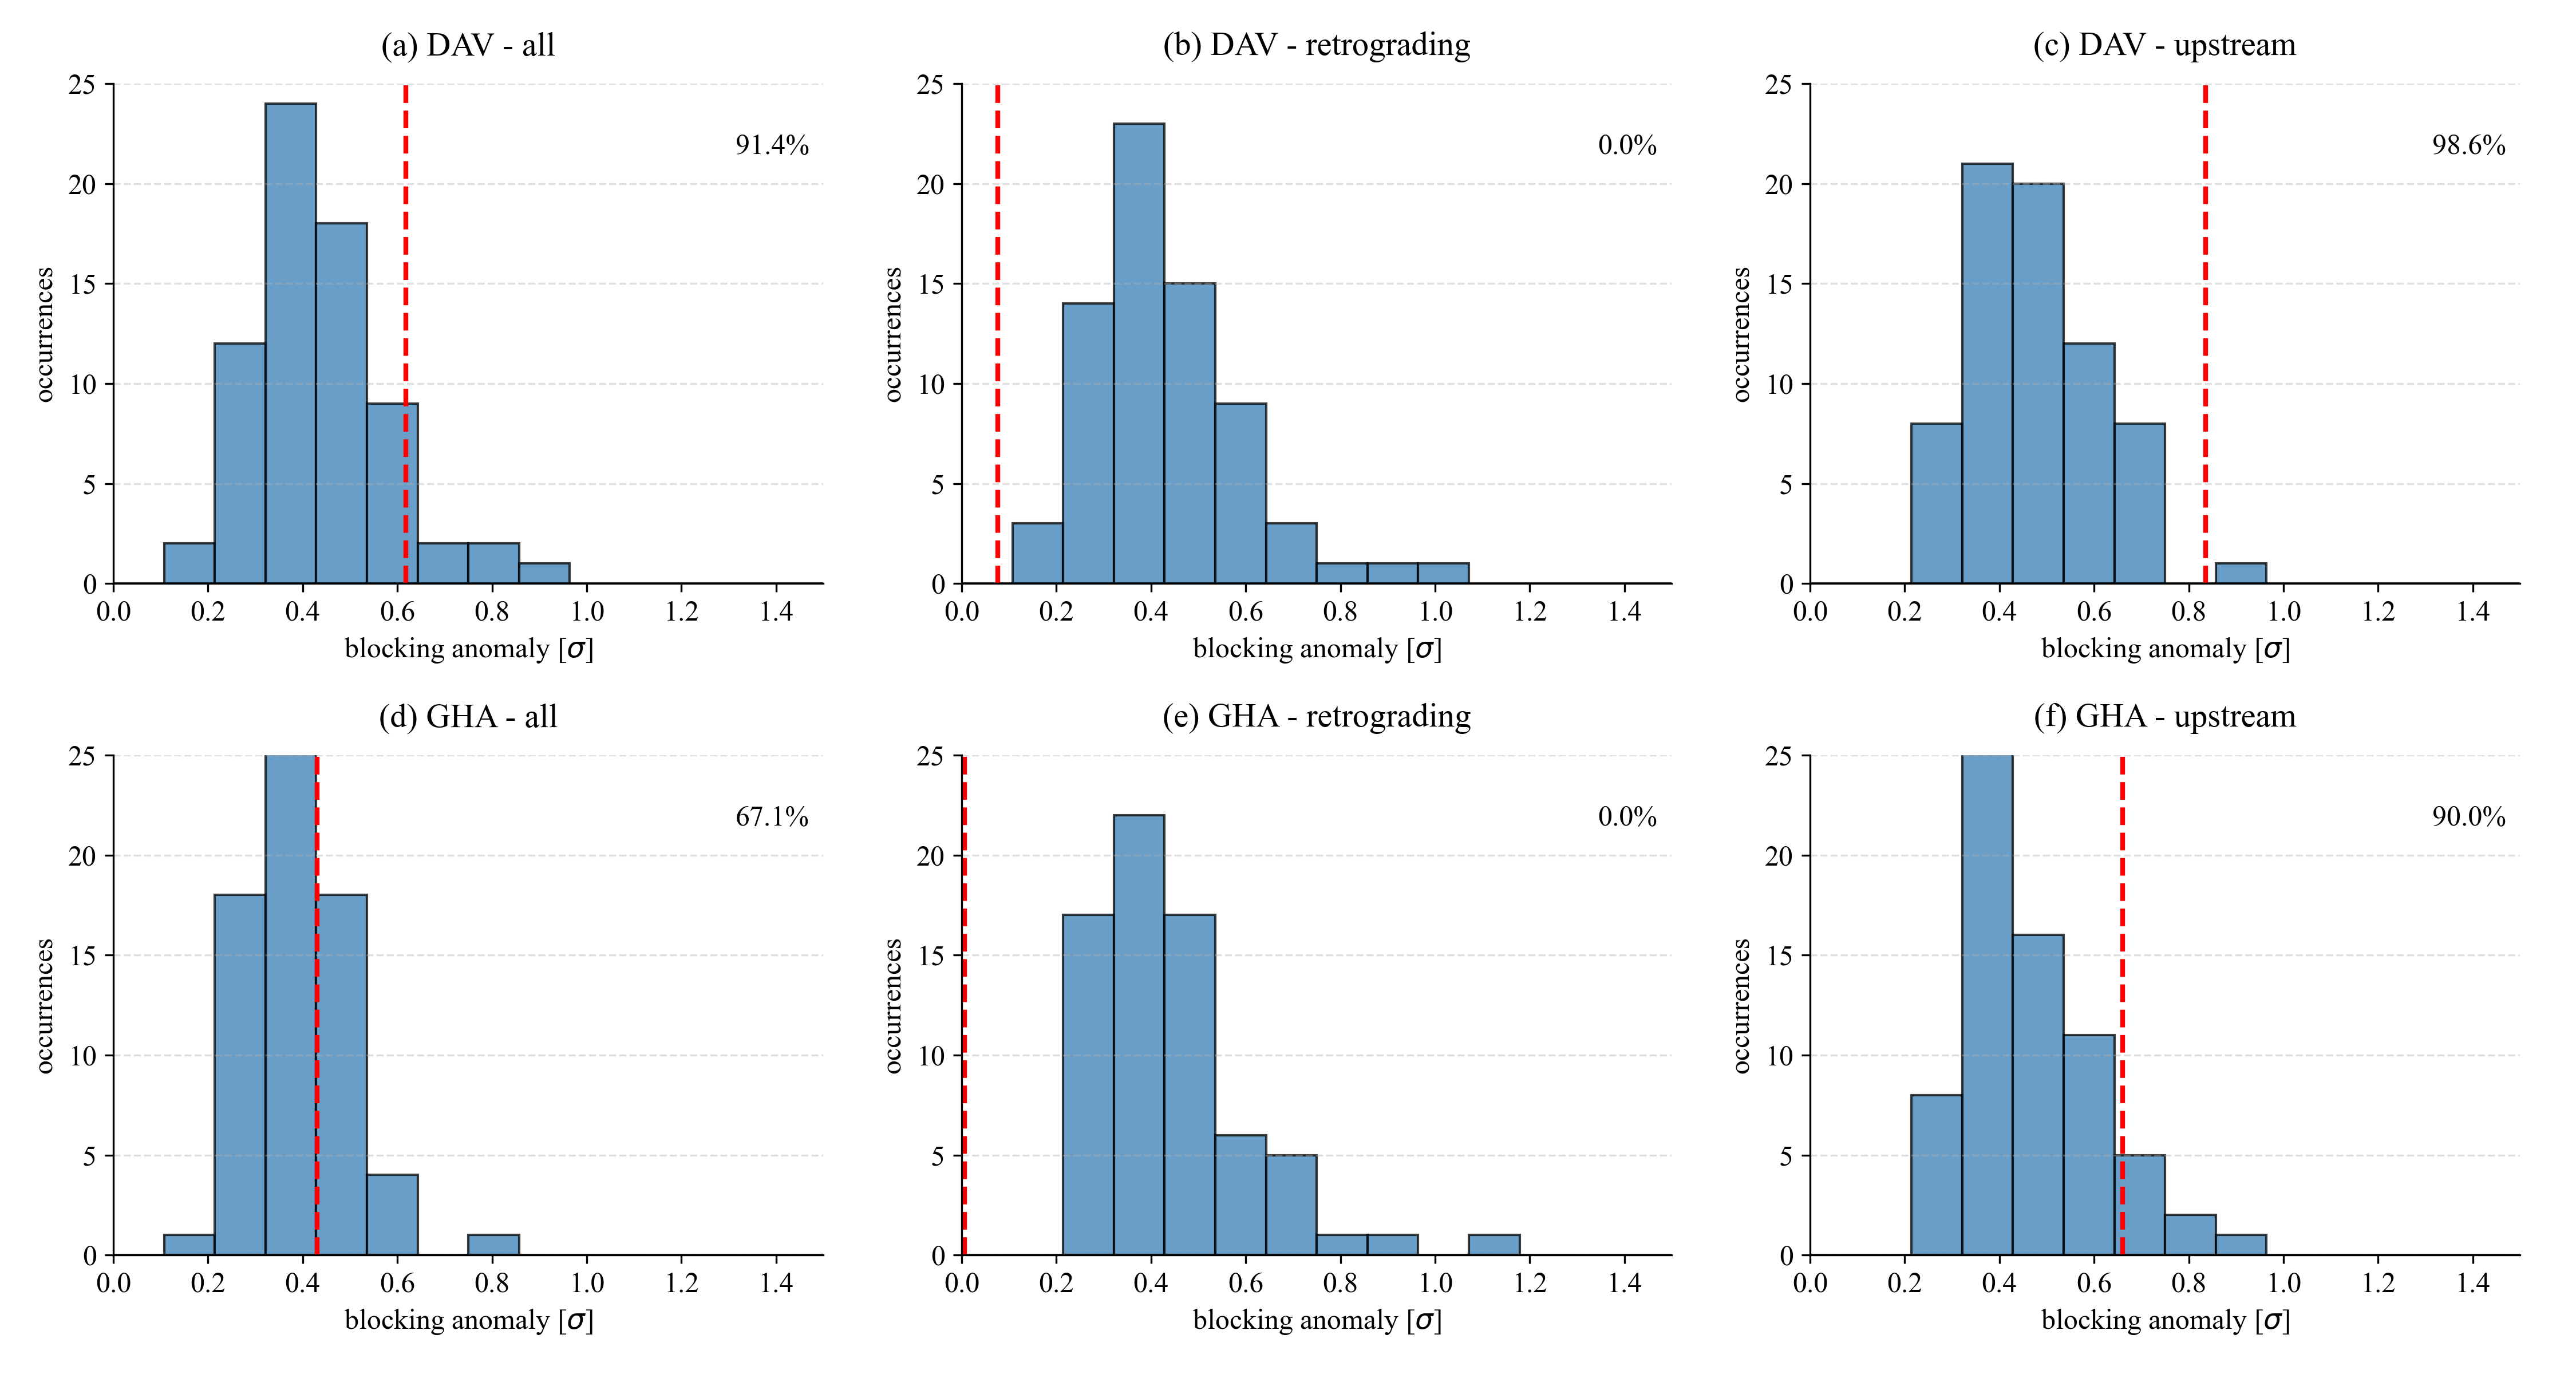 (a) DAV - all
25
20
15
10
5
0
occurrences
91.4%
0.0 0.2 0.4 0.6 0.8 1.0 1.2 1.4
blocking anomaly [σ]
(b) DAV - retrograding
25
20
15
10
5
0
occurrences
0.0%
0.0 0.2 0.4 0.6 0.8 1.0 1.2 1.4
blocking anomaly [σ]
(c) DAV - upstream
25
20
15
10
5
0
occurrences
98.6%
0.0 0.2 0.4 0.6 0.8 1.0 1.2 1.4
blocking anomaly [σ]
(d) GHA - all
25
20
15
10
5
0
occurrences
67.1%
0.0 0.2 0.4 0.6 0.8 1.0 1.2 1.4
blocking anomaly [σ]
(e) GHA - retrograding
25
20
15
10
5
0
occurrences
0.0%
0.0 0.2 0.4 0.6 0.8 1.0 1.2 1.4
blocking anomaly [σ]
(f) GHA - upstream
25
20
15
10
5
0
occurrences
90.0%
0.0 0.2 0.4 0.6 0.8 1.0 1.2 1.4
blocking anomaly [σ]